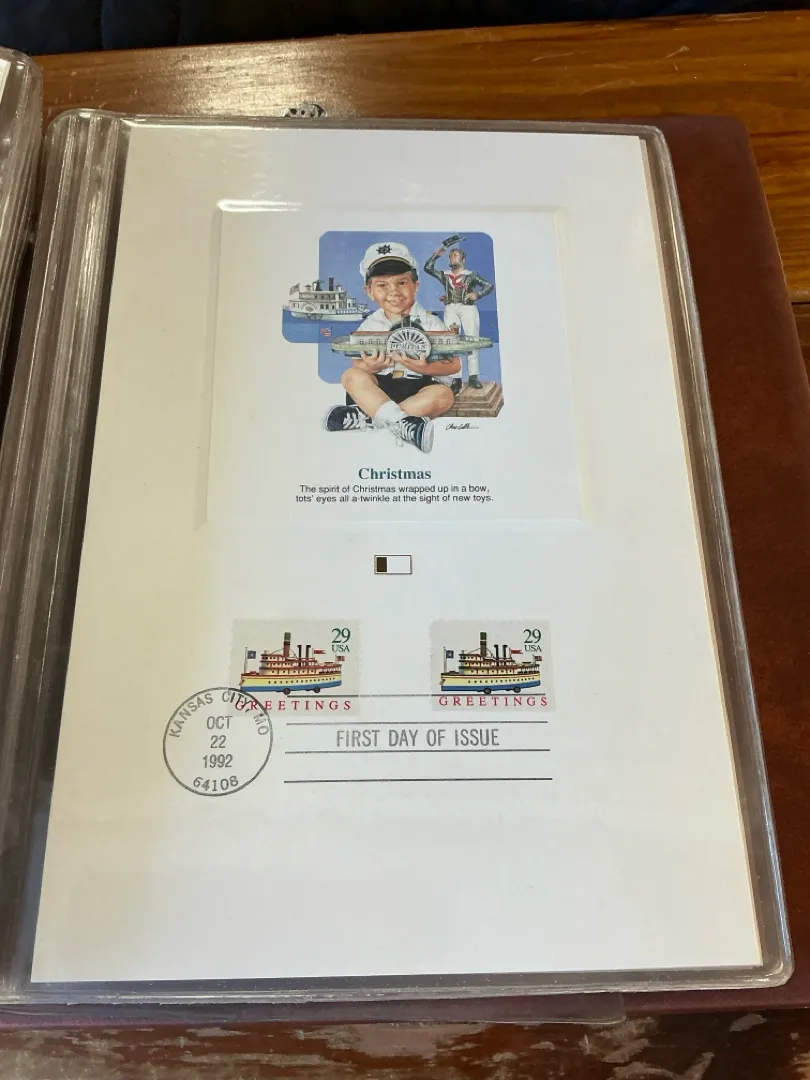 PURITAN
Christmas
The spirit of Christmas wrapped up in a bow,
tots' eyes all a-twinkle at the sight of new toys.
29
USA
GREETINGS
29
USA
GREETINGS
KANSAS CITY, MO
OCT
22
1992
64108
FIRST DAY OF ISSUE